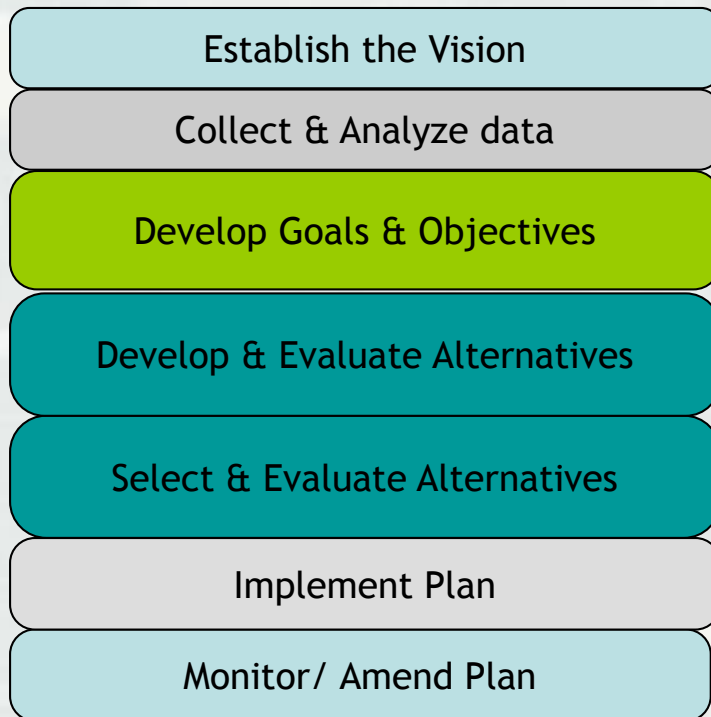 Establish the Vision
Collect & Analyze data
Develop Goals & Objectives
Develop & Evaluate Alternatives
Select & Evaluate Alternatives
Implement Plan
Monitor/ Amend Plan